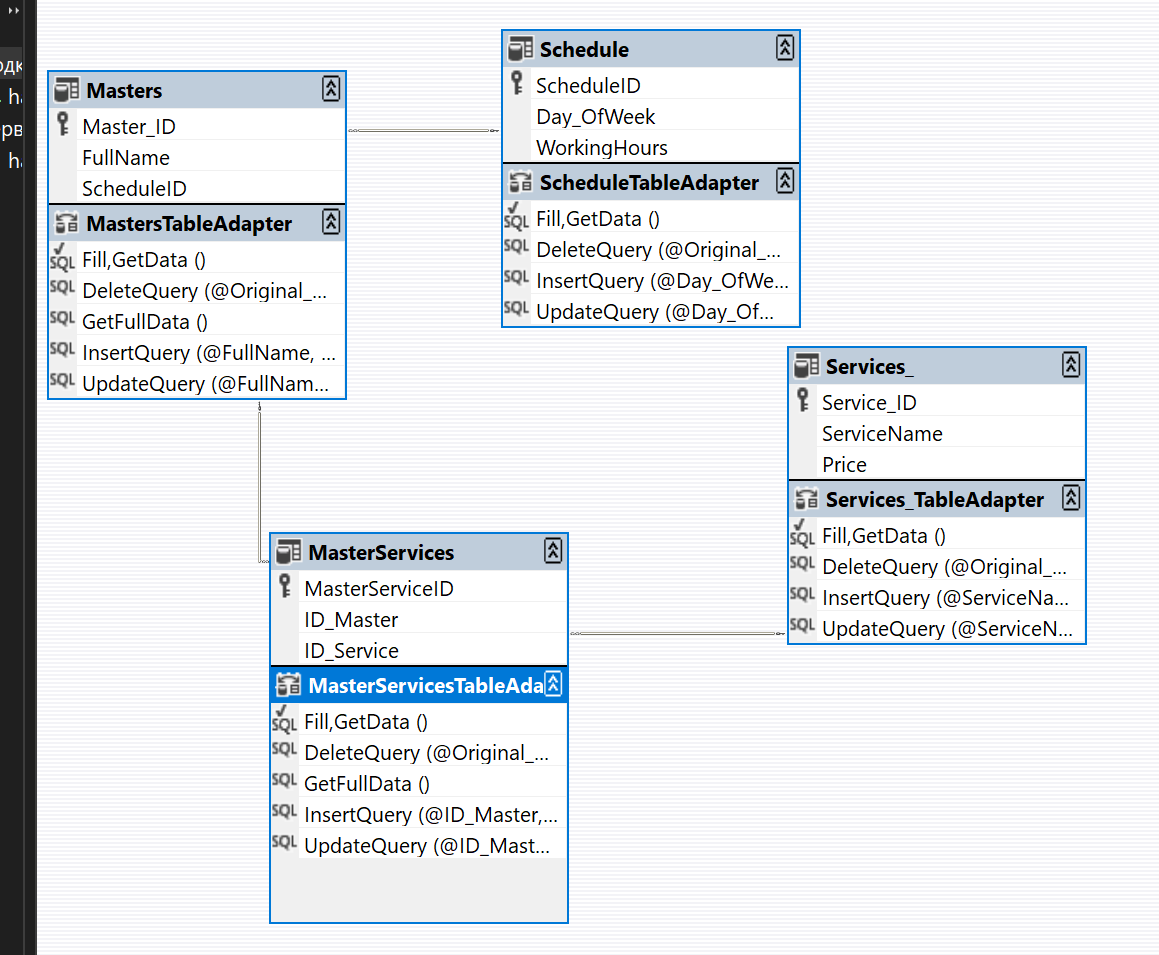 Masters
Master_ID
FullName
ScheduleID
MastersTableAdapter
Fill,GetData ()
DeleteQuery (@Original_...
GetFullData ()
InsertQuery (@FullName, ...
UpdateQuery (@FullNam...
Schedule
ScheduleID
Day_OfWeek
WorkingHours
ScheduleTableAdapter
Fill,GetData ()
DeleteQuery (@Original_...
InsertQuery (@Day_OfWe...
UpdateQuery (@Day_Of...
Services_
Service_ID
ServiceName
Price
Services_TableAdapter
Fill,GetData ()
DeleteQuery (@Original_...
InsertQuery (@ServiceNa...
UpdateQuery (@ServiceN...
MasterServices
MasterServiceID
ID_Master
ID_Service
MasterServicesTableAda
Fill,GetData ()
DeleteQuery (@Original_...
GetFullData ()
InsertQuery (@ID_Master,...
UpdateQuery (@ID_Mast...